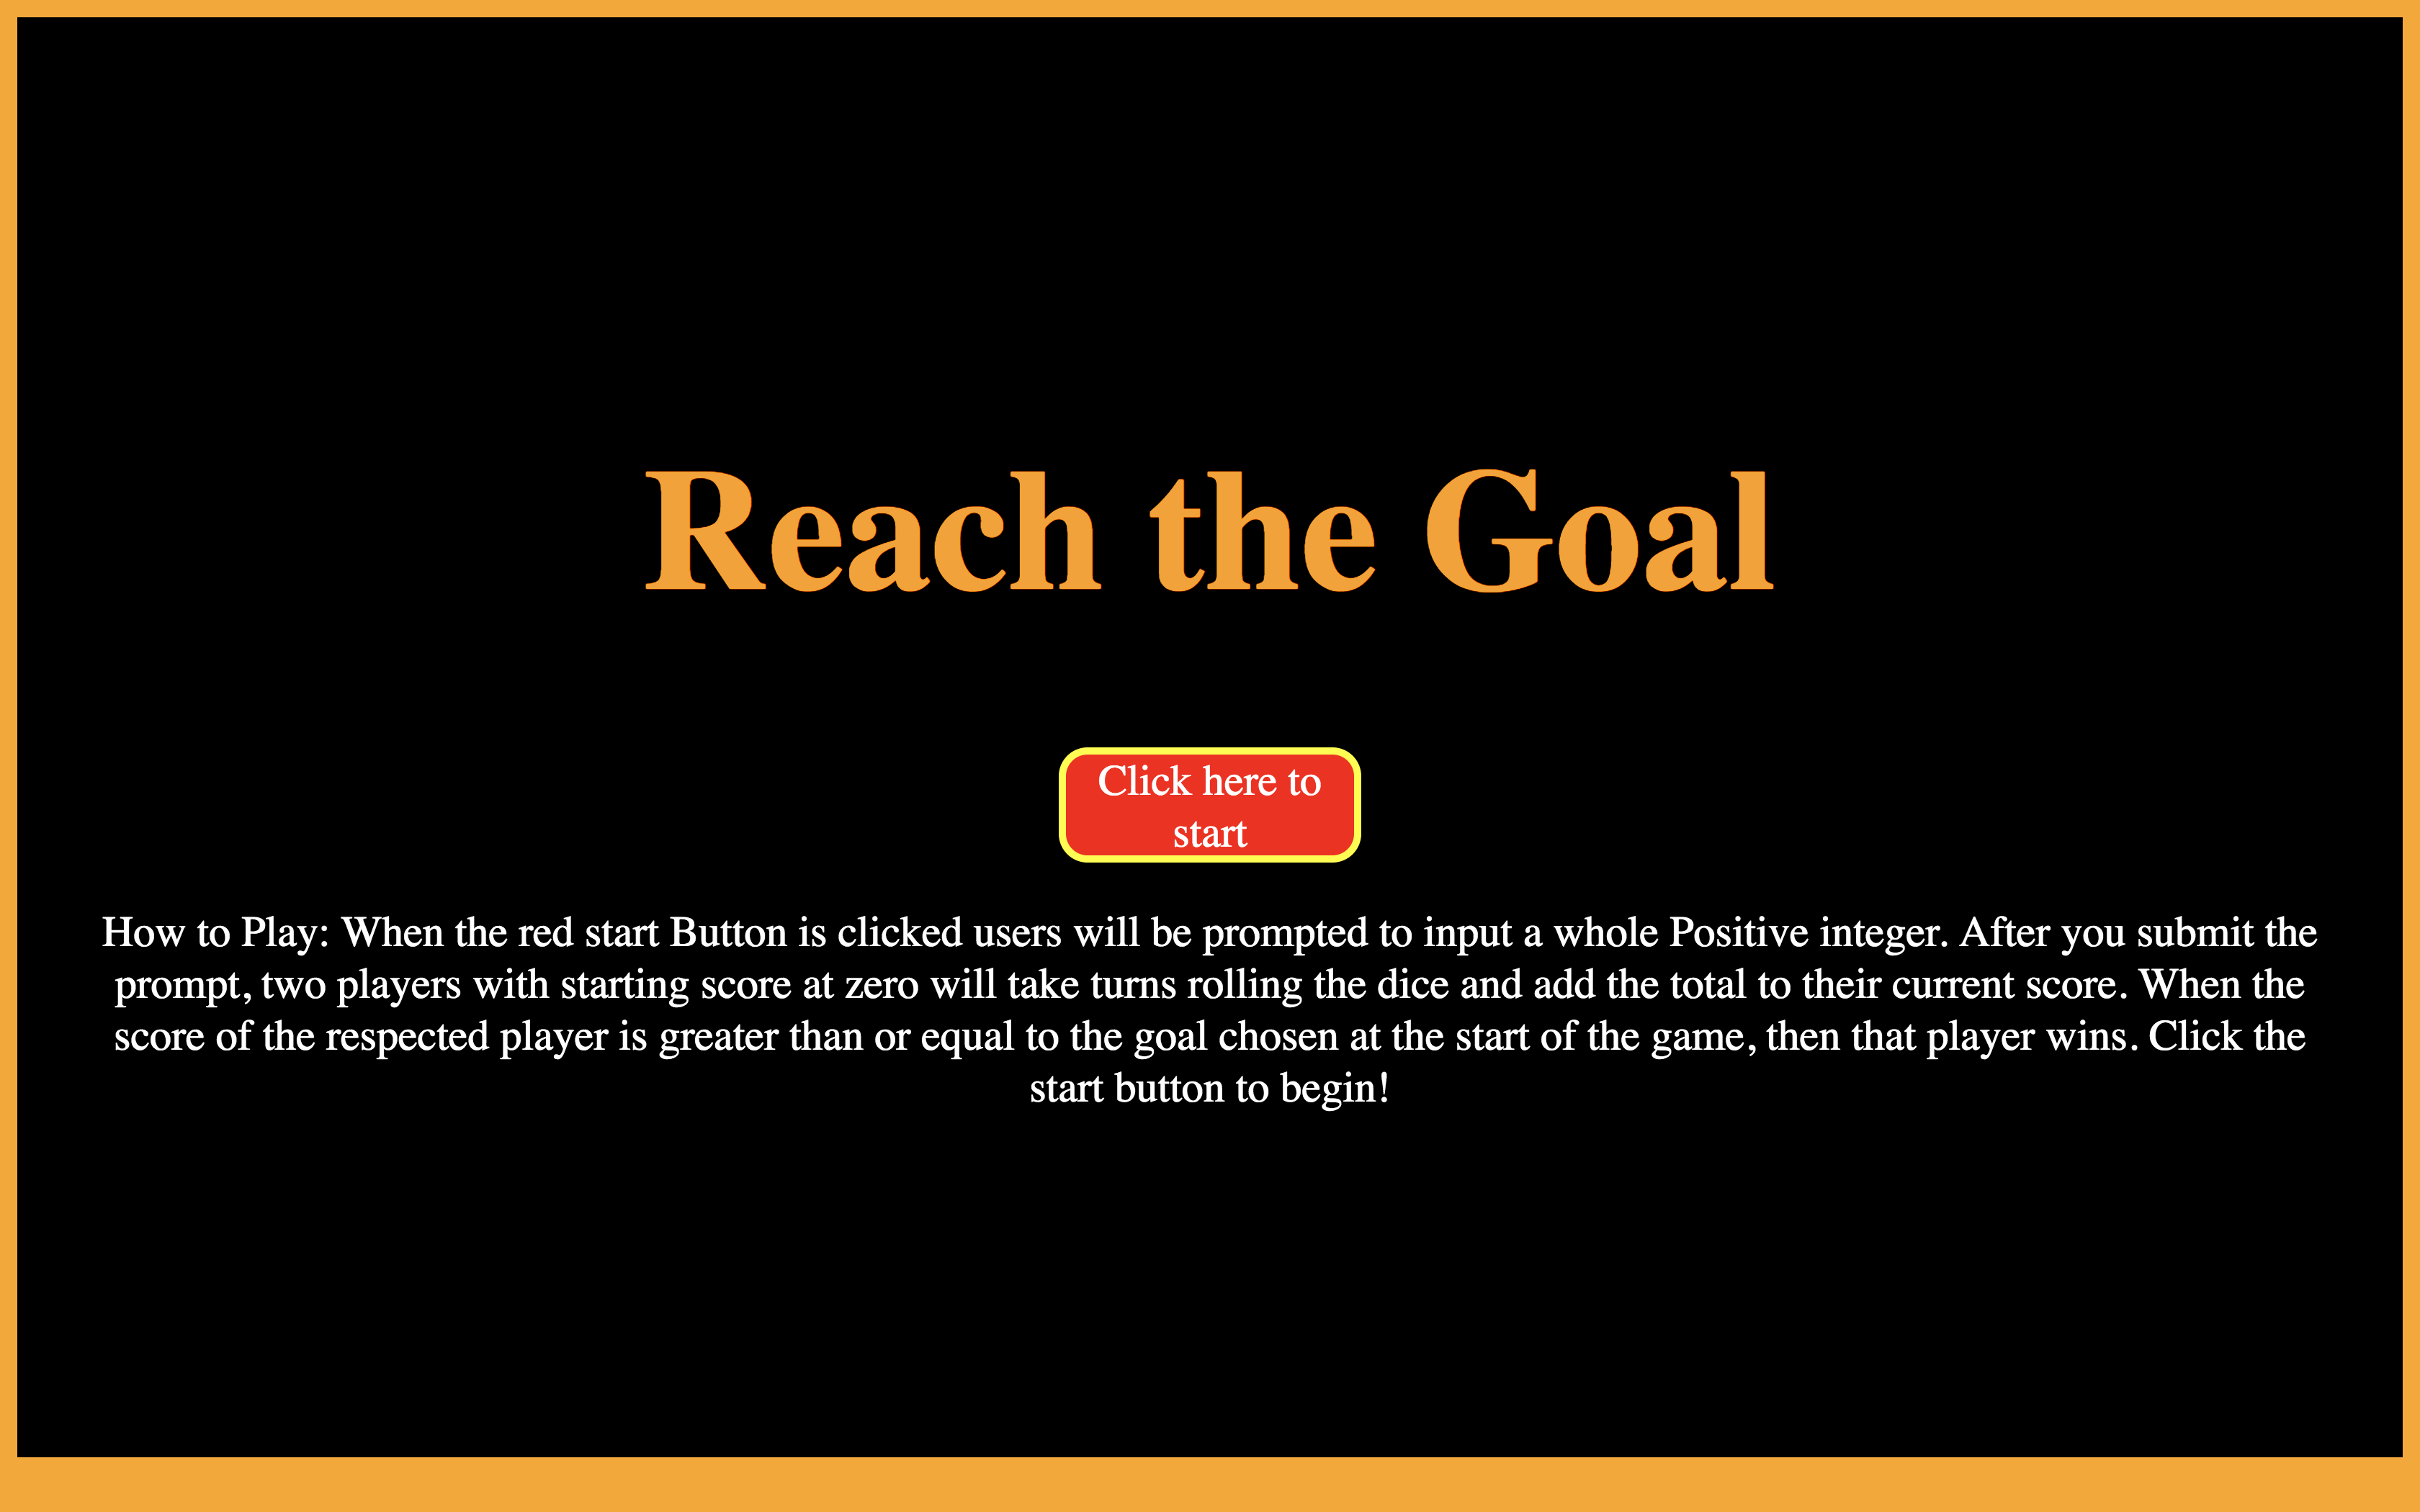 Reach the Goal
Click here to
start
How to Play: When the red start Button is clicked users will be prompted to input a whole Positive integer. After you submit the
prompt, two players with starting score at zero will take turns rolling the dice and add the total to their current score. When the
score of the respected player is greater than or equal to the goal chosen at the start of the game, then that player wins. Click the
start button to begin!